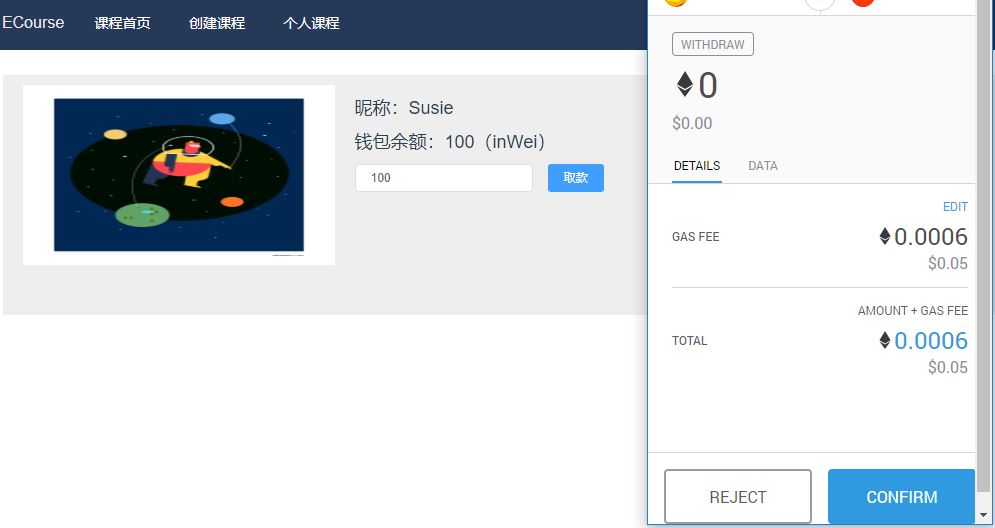 ECourse 课程首页 创建课程 个人课程
昵称：Susie
钱包余额：100（inWei）
100 取款
WITHDRAW
0
$0.00
DETAILS DATA
EDIT
GAS FEE 0.0006
$0.05
AMOUNT + GAS FEE
TOTAL 0.0006
$0.05
REJECT CONFIRM